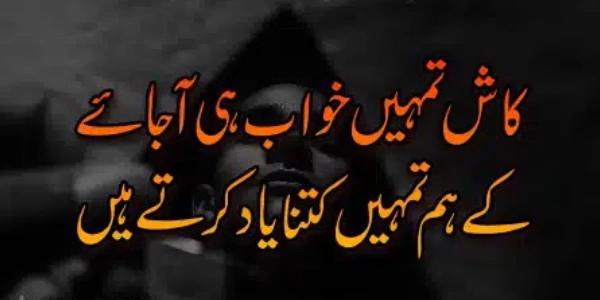 کاش تمہیں خواب ہی آجائے
کے ہم تمہیں کتنا یاد کرتے ہیں